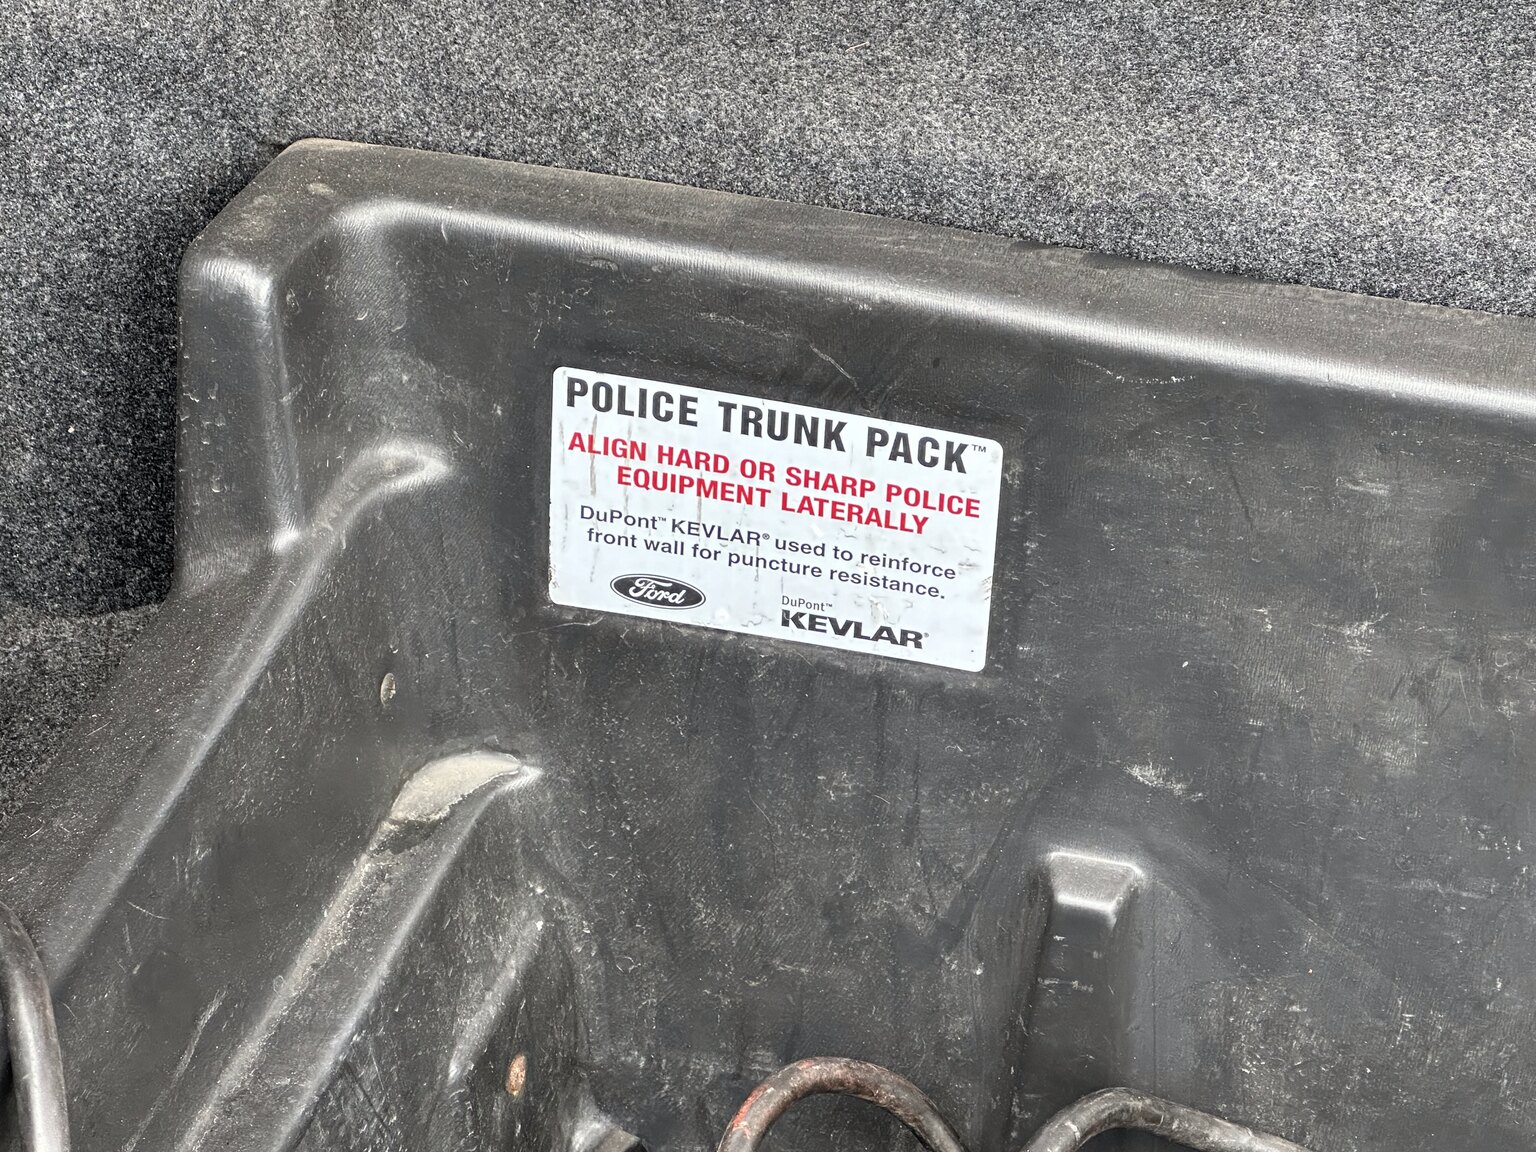 POLICE TRUNK PACK™
ALIGN HARD OR SHARP POLICE
EQUIPMENT LATERALLY
DuPont™ KEVLAR® used to reinforce
front wall for puncture resistance.
Ford
DuPont™
KEVLAR®